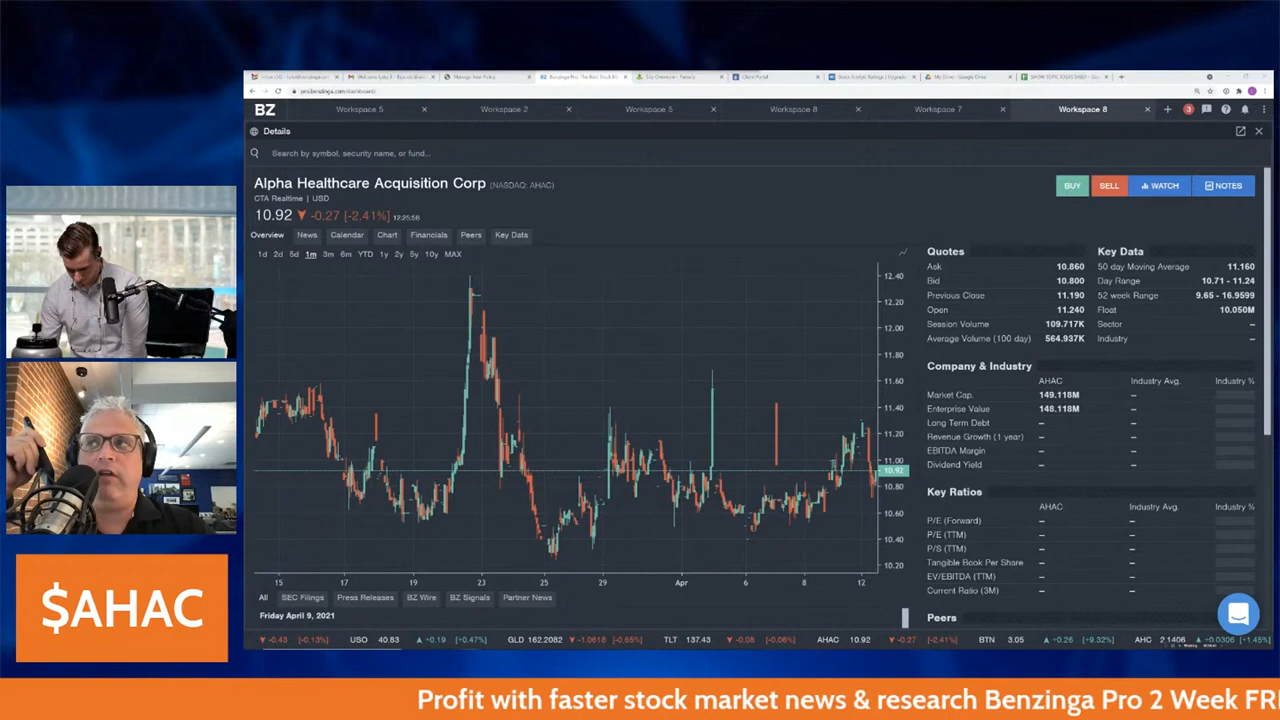 BZ
Workspace 5
Workspace 2
Workspace 5
Workspace 8
Workspace 7
Workspace 8
3
Details
Search by symbol, security name, or fund...
Alpha Healthcare Acquisition Corp (NASDAQ: AHAC)
BUY SELL WATCH NOTES
CTA Realtime | USD
10.92 -0.27 [-2.41%] 12:25:56
Overview News Calendar Chart Financials Peers Key Data
1d 2d 5d 1m 3m 6m YTD 1y 2y 5y 10y MAX
12.40
12.20
12.00
11.80
11.60
11.40
11.20
11.00
10.92
10.80
10.60
10.40
10.20
15 17 19 23 25 29 Apr 6 8 12
Quotes
Ask 10.860
Bid 10.800
Previous Close 11.190
Open 11.240
Session Volume 109.717K
Average Volume (100 day) 564.937K
Key Data
50 day Moving Average 11.160
Day Range 10.71 - 11.24
52 week Range 9.65 - 16.9599
Float 10.050M
Sector –
Industry –
Company & Industry
AHAC Industry Avg. Industry %
Market Cap. 149.118M –
Enterprise Value 148.118M –
Long Term Debt – –
Revenue Growth (1 year) – –
EBITDA Margin – –
Dividend Yield – –
Key Ratios
AHAC Industry Avg. Industry %
P/E (Forward) – –
P/E (TTM) – –
P/S (TTM) – –
Tangible Book Per Share – –
EV/EBITDA (TTM) – –
Current Ratio (3M) – –
Peers
All SEC Filings Press Releases BZ Wire BZ Signals Partner News
Friday April 9, 2021
-0.43 [-0.13%] USO 40.83 +0.19 [+0.47%] GLD 162.2082 -1.0618 [-0.65%] TLT 137.43 -0.08 [-0.06%] AHAC 10.92 -0.27 [-2.41%] BTN 3.05 +0.26 [+9.32%] AHC 2.1406 +0.0306 [+1.45%]
$AHAC
Profit with faster stock market news & research Benzinga Pro 2 Week FR